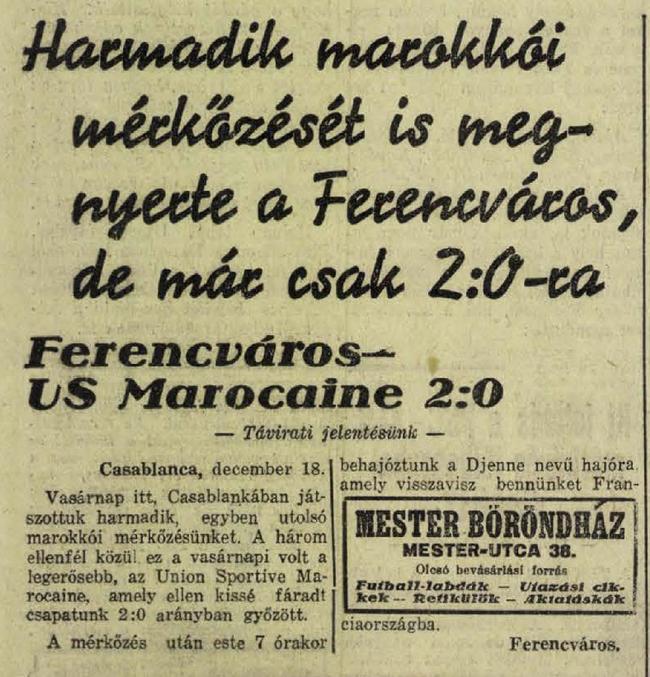 Harmadik marokkói
mérkőzését is meg-
nyerte a Ferencváros,
de már csak 2:0-ra
Ferencváros—
US Marocaine 2:0
— Távirati jelentésünk —
Casablanca, december 18.
Vasárnap itt, Casablankában ját-
szottuk harmadik, egyben utolsó
marokkói mérkőzésünket. A három
ellenfél közül ez a vasárnapi volt a
legerősebb, az Union Sportive Ma-
rocaine, amely ellen kissé fáradt
csapatunk 2:0 arányban győzött.
A mérkőzés után este 7 órakor
behajóztunk a Djenne nevű hajóra
amely visszavisz bennünket Fran-
MESTER BŐRÖNDHÁZ
MESTER-UTCA 38.
Olcsó bevásárlási forrás
Futball-labdák — Utazási cik-
kek — Retikülök — Aktatáskák
ciaországba.
Ferencváros.